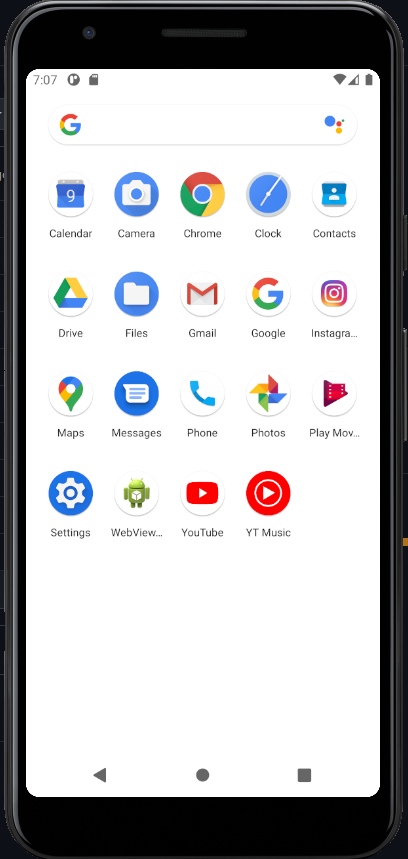 7:07
G
Calendar Camera Chrome Clock Contacts
9
Drive Files Gmail Google Instagra...
Maps Messages Phone Photos Play Mov...
Settings WebView... YouTube YT Music